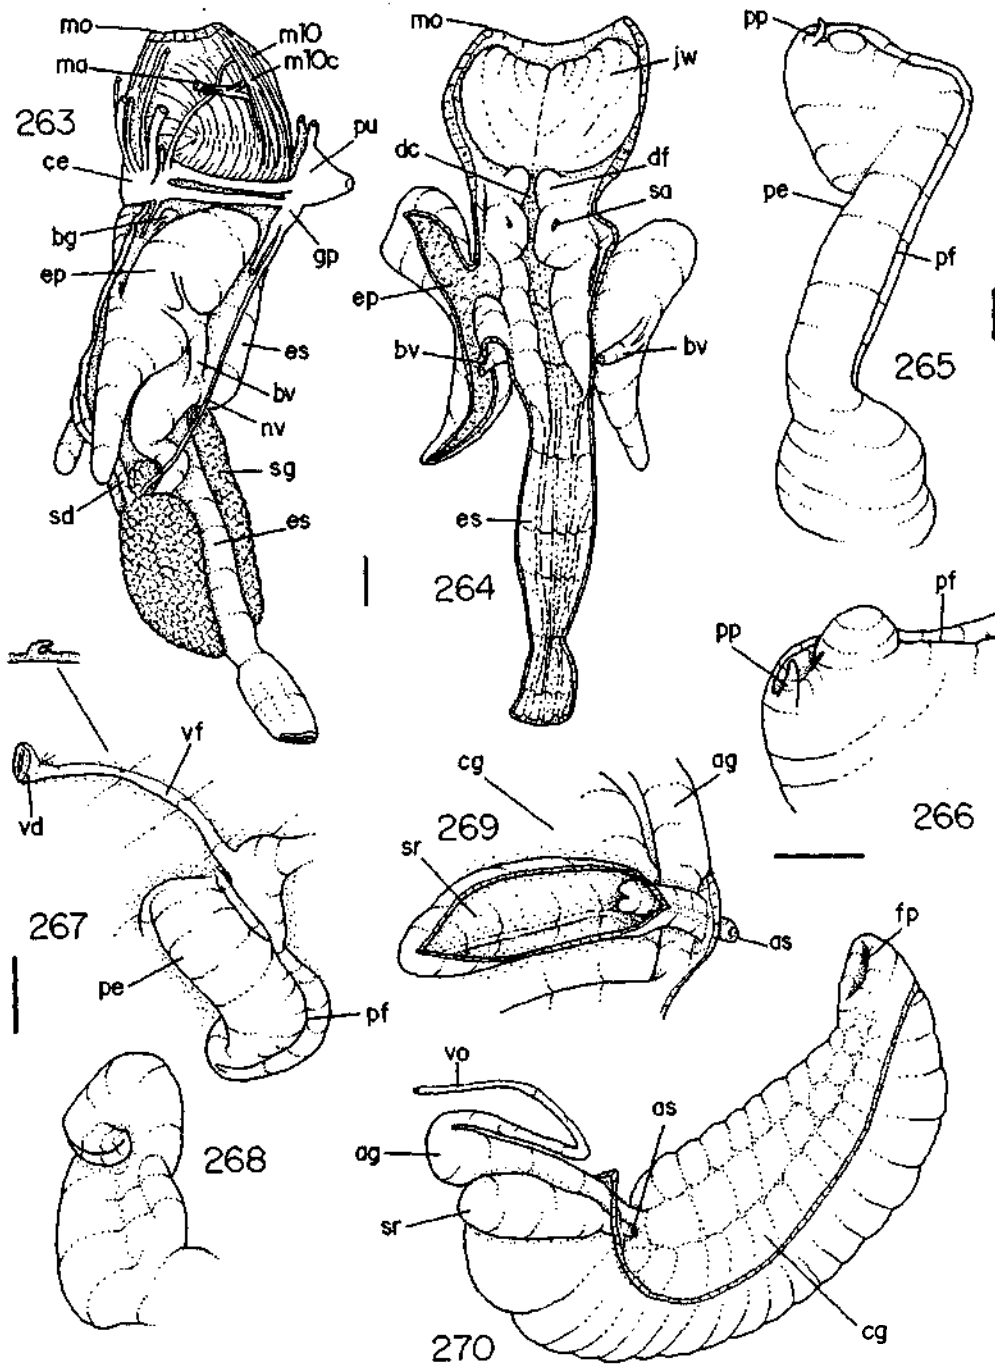 mo
m10
ma
m10c
263
ce
pu
bg
gp
ep
es
bv
nv
sd
sg
es
mo
jw
dc
df
sa
ep
bv
bv
es
264
pp
pe
pf
265
pp
pf
266
vf
vd
267
pe
pf
268
cg
ag
269
sr
as
fp
vo
ag
as
sr
270
cg